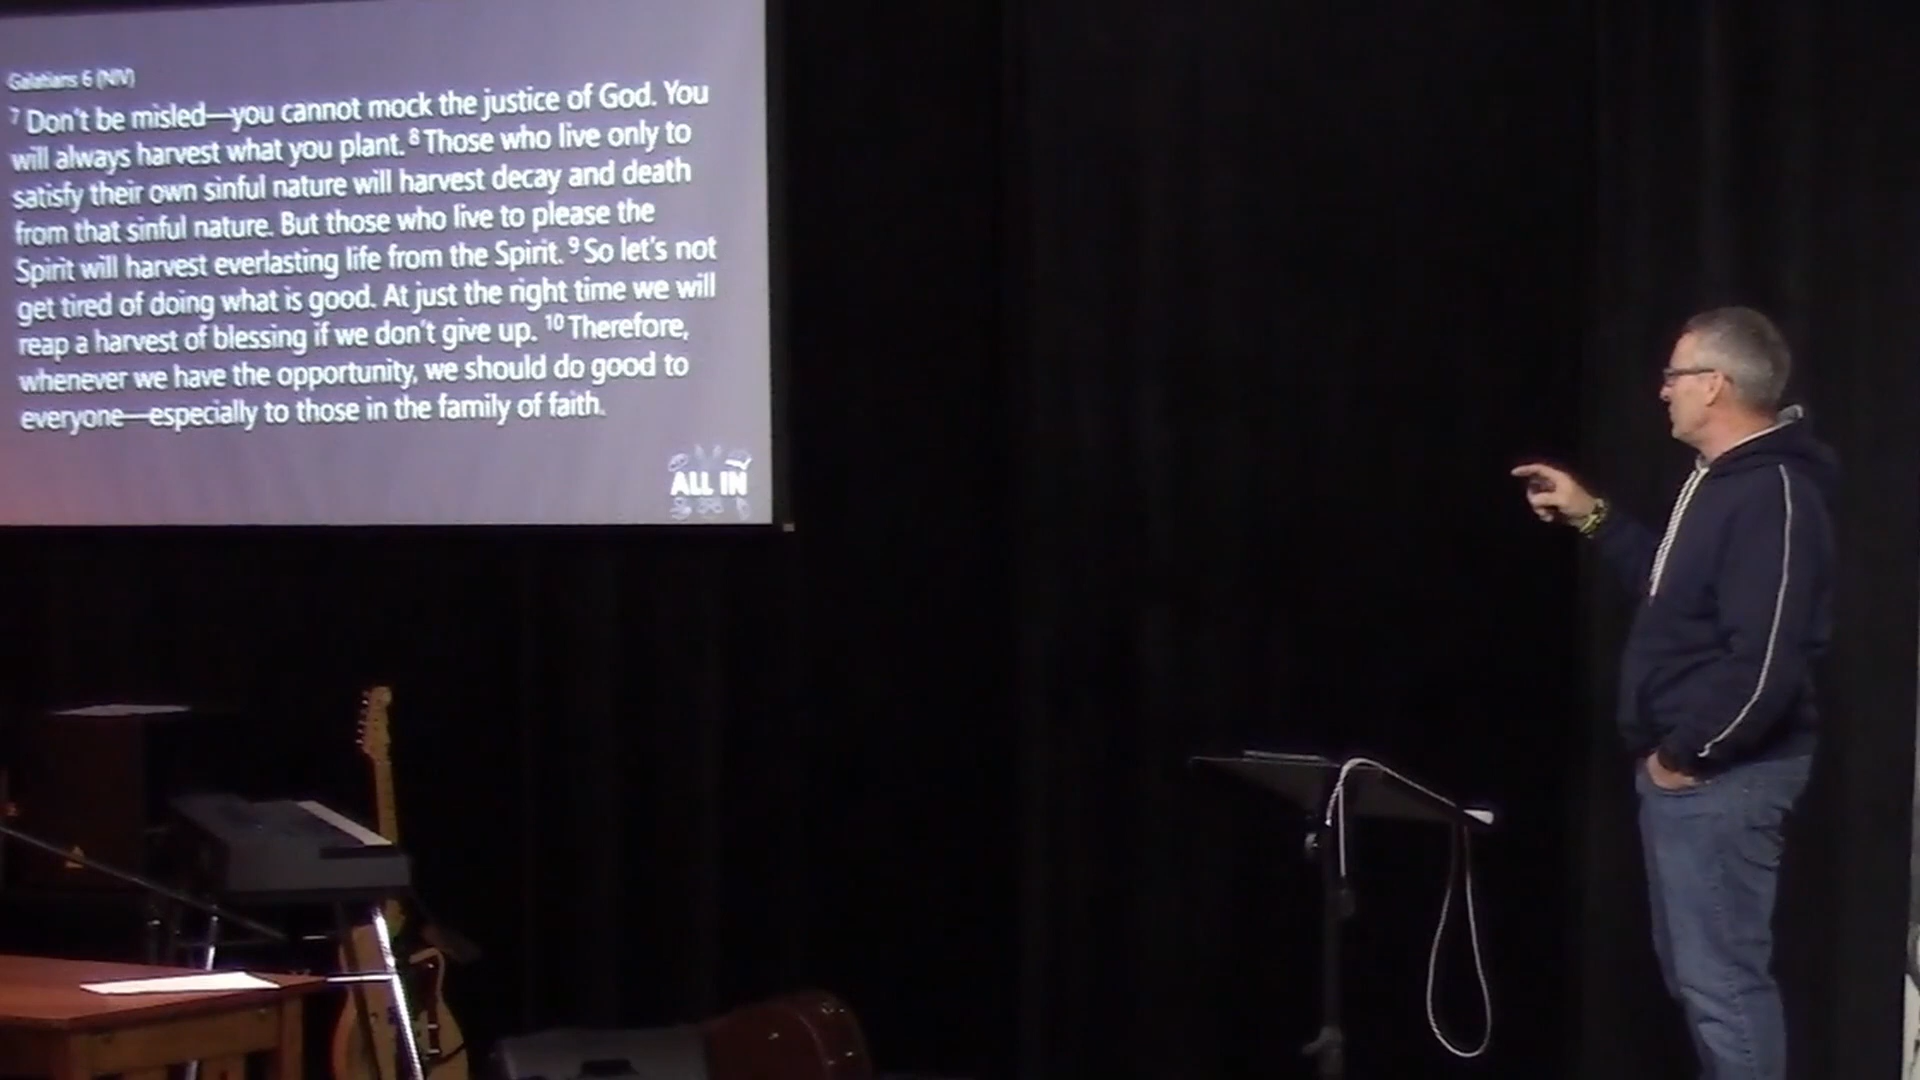 Galatians 6 (NIV)
7 Don't be misled—you cannot mock the justice of God. You
will always harvest what you plant. 8 Those who live only to
satisfy their own sinful nature will harvest decay and death
from that sinful nature. But those who live to please the
Spirit will harvest everlasting life from the Spirit. 9 So let's not
get tired of doing what is good. At just the right time we will
reap a harvest of blessing if we don't give up. 10 Therefore,
whenever we have the opportunity, we should do good to
everyone—especially to those in the family of faith.
ALL IN